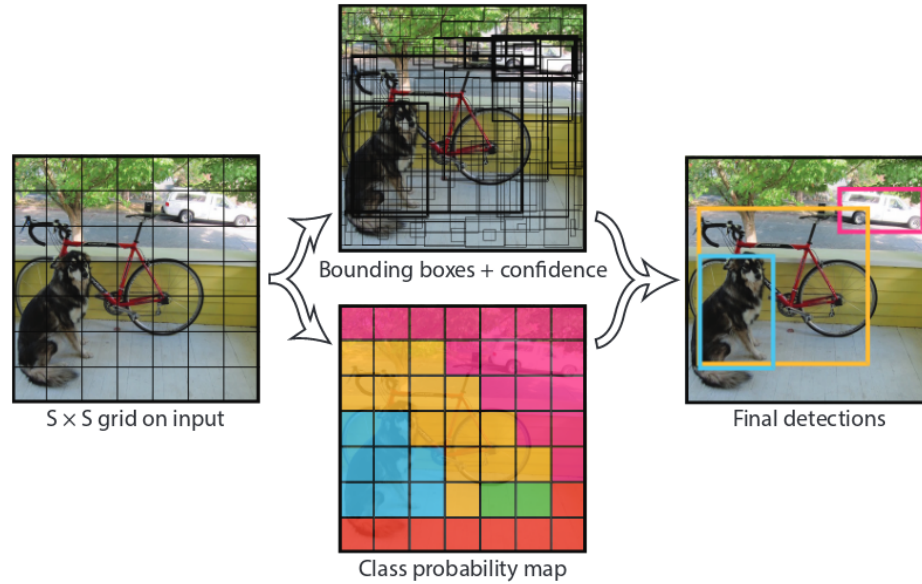 S × S grid on input
Bounding boxes + confidence
Class probability map
Final detections